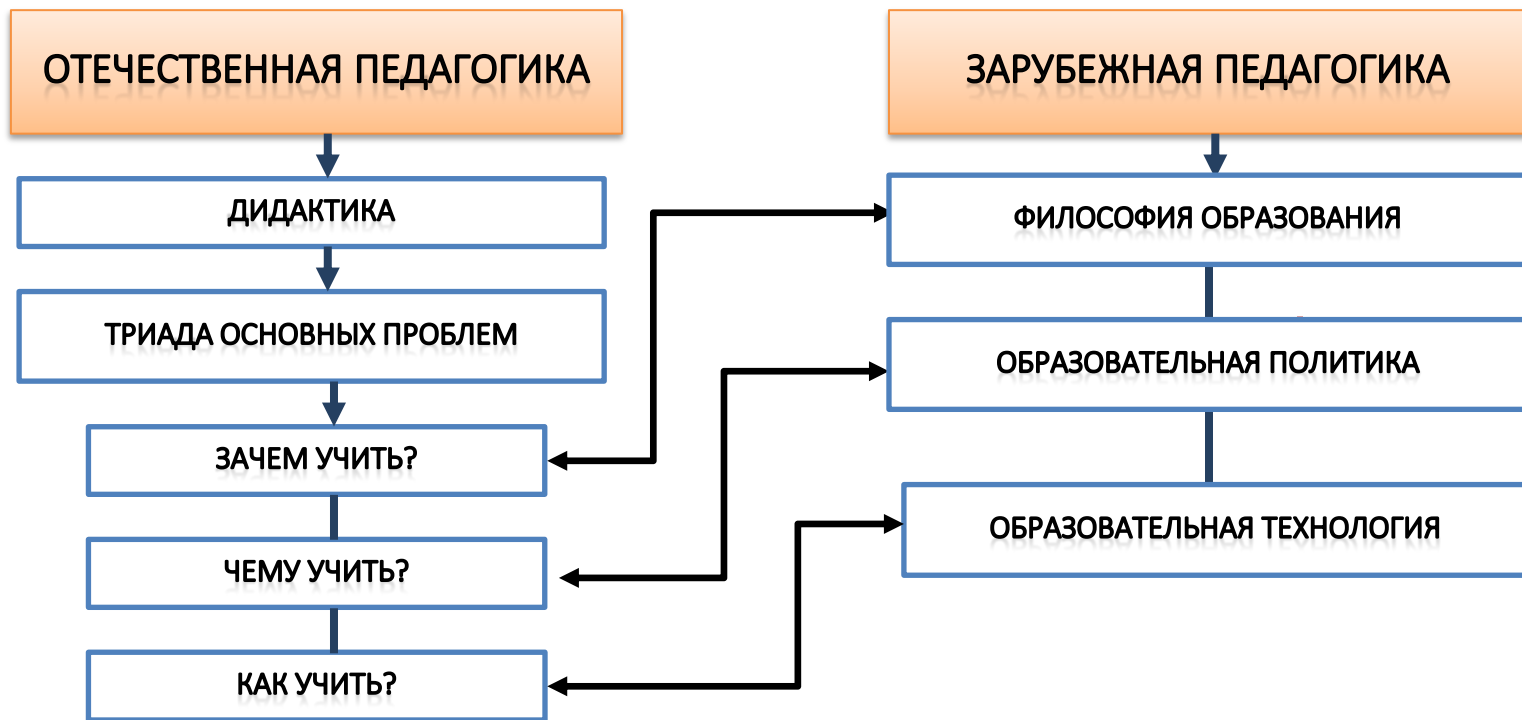 ОТЕЧЕСТВЕННАЯ ПЕДАГОГИКА
ДИДАКТИКА
ТРИАДА ОСНОВНЫХ ПРОБЛЕМ
ЗАЧЕМ УЧИТЬ?
ЧЕМУ УЧИТЬ?
КАК УЧИТЬ?
ЗАРУБЕЖНАЯ ПЕДАГОГИКА
ФИЛОСОФИЯ ОБРАЗОВАНИЯ
ОБРАЗОВАТЕЛЬНАЯ ПОЛИТИКА
ОБРАЗОВАТЕЛЬНАЯ ТЕХНОЛОГИЯ